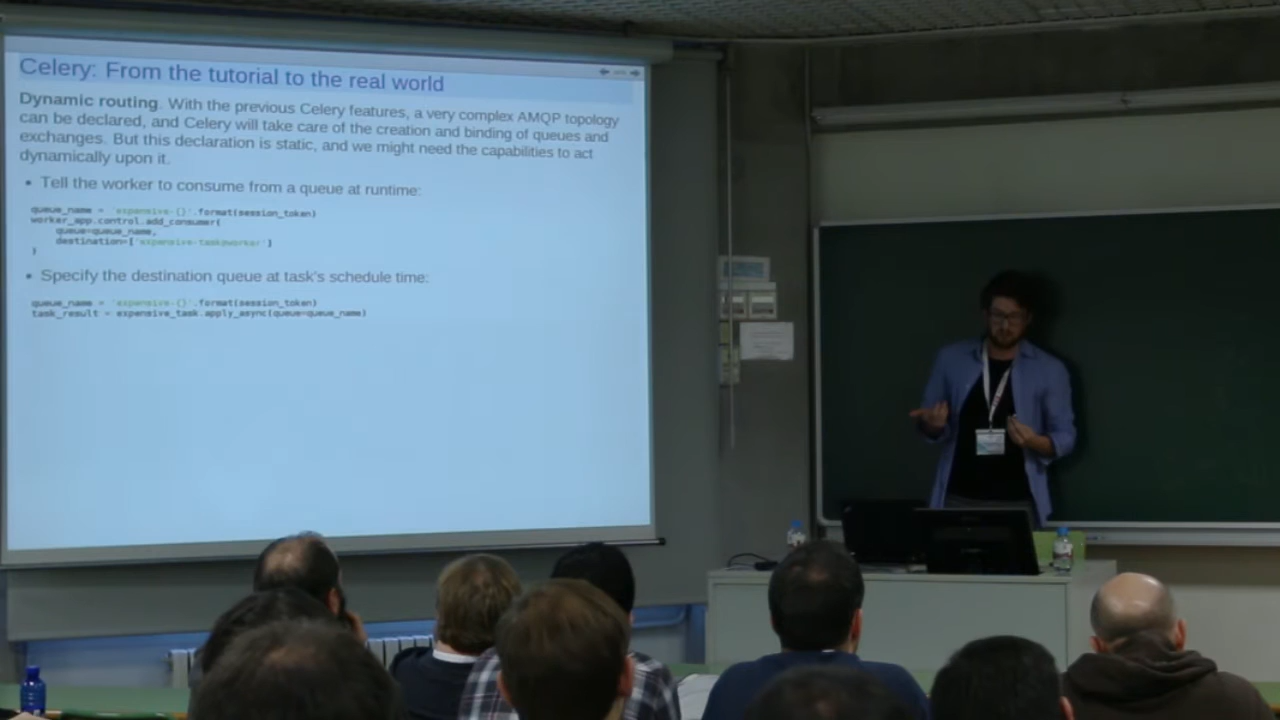 Celery: From the tutorial to the real world
Dynamic routing. With the previous Celery features, a very complex AMQP topology
can be declared, and Celery will take care of the creation and binding of queues and
exchanges. But this declaration is static, and we might need the capabilities to act
dynamically upon it.
• Tell the worker to consume from a queue at runtime:
queue_name = 'expensive-{}'.format(session_token)
worker_app.control.add_consumer(
queue=queue_name,
destination=['expensive-taskworker']
)
• Specify the destination queue at task's schedule time:
queue_name = 'expensive-{}'.format(session_token)
task_result = expensive_task.apply_async(queue=queue_name)